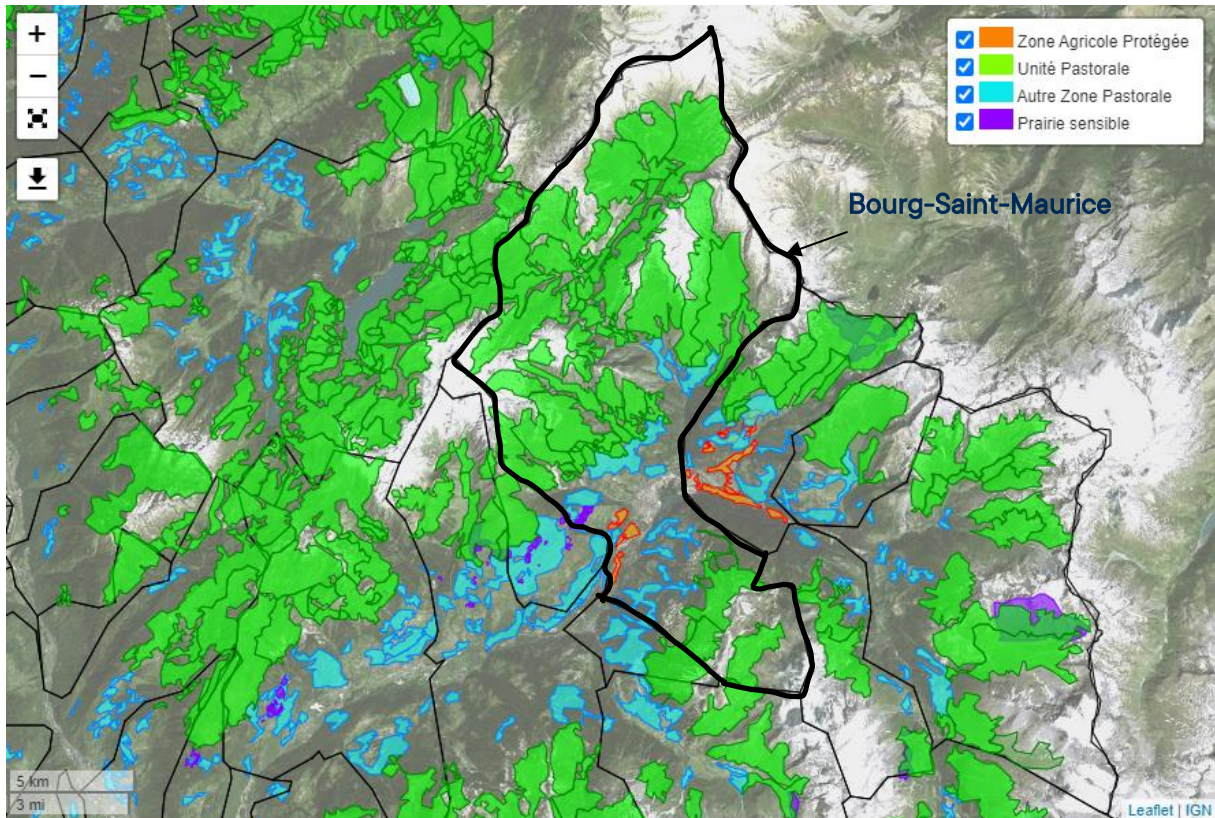 +
−
Zone Agricole Protégée
Unité Pastorale
Autre Zone Pastorale
Prairie sensible
Bourg-Saint-Maurice
5 km
3 mi
Leaflet | IGN